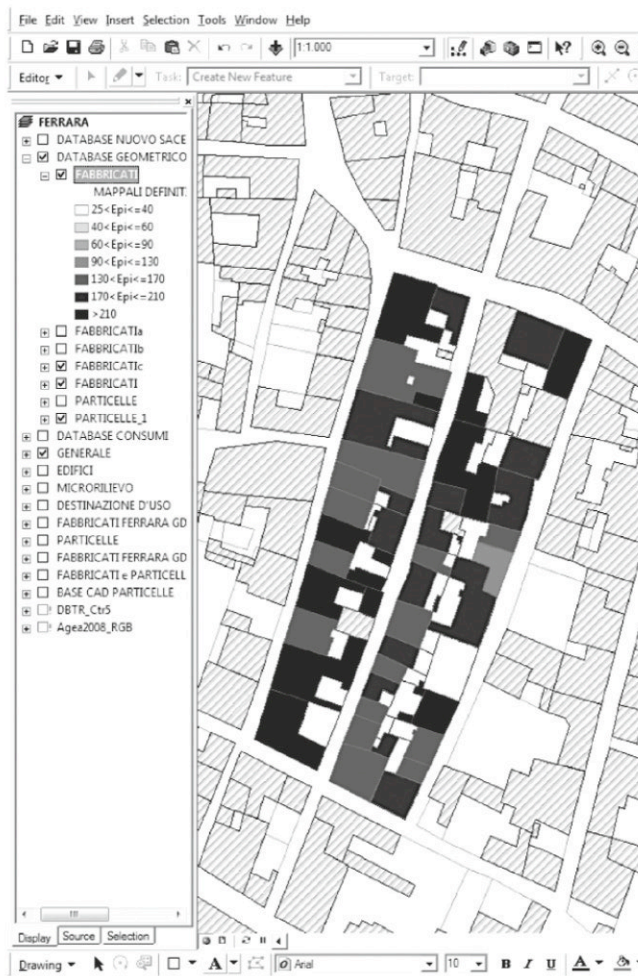 File Edit View Insert Selection Tools Window Help
1:1.000
Editor Task: Create New Feature Target:
FERRARA
DATABASE NUOVO SACE
DATABASE GEOMETRICO
FABBRICATI
MAPPALI DEFINIT.
25<Epi<=40
40<Epi<=60
60<Epi<=90
90<Epi<=130
130<Epi<=170
170<Epi<=210
>210
FABBRICATIa
FABBRICATIb
FABBRICATIc
FABBRICATI
PARTICELLE
PARTICELLE_1
DATABASE CONSUMI
GENERALE
EDIFICI
MICRORILIEVO
DESTINAZIONE D'USO
FABBRICATI FERRARA GD
PARTICELLE
FABBRICATI FERRARA GD
FABBRICATI e PARTICELL
BASE CAD PARTICELLE
DBTR_Ctr5
Agea2008_RGB
Display Source Selection
Drawing A Arial 10 B I U A